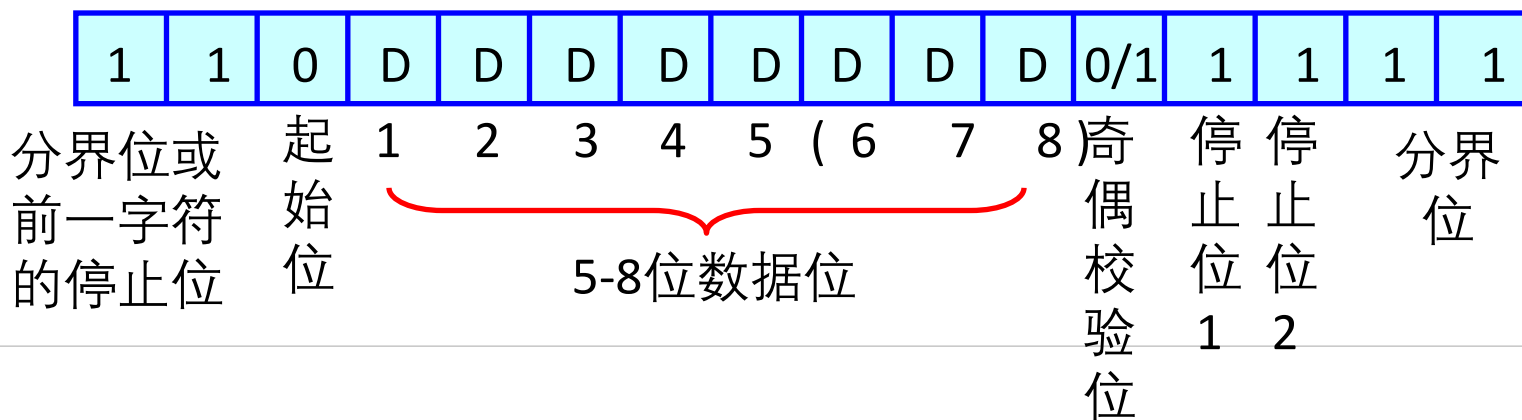 1 1 0 D D D D D D D D 0/1 1 1 1 1
分界位或
前一字符
的停止位
起始位
1 2 3 4 5 ( 6 7 8 )
5-8位数据位
奇偶校验位
停止位1
停止位2
分界
位